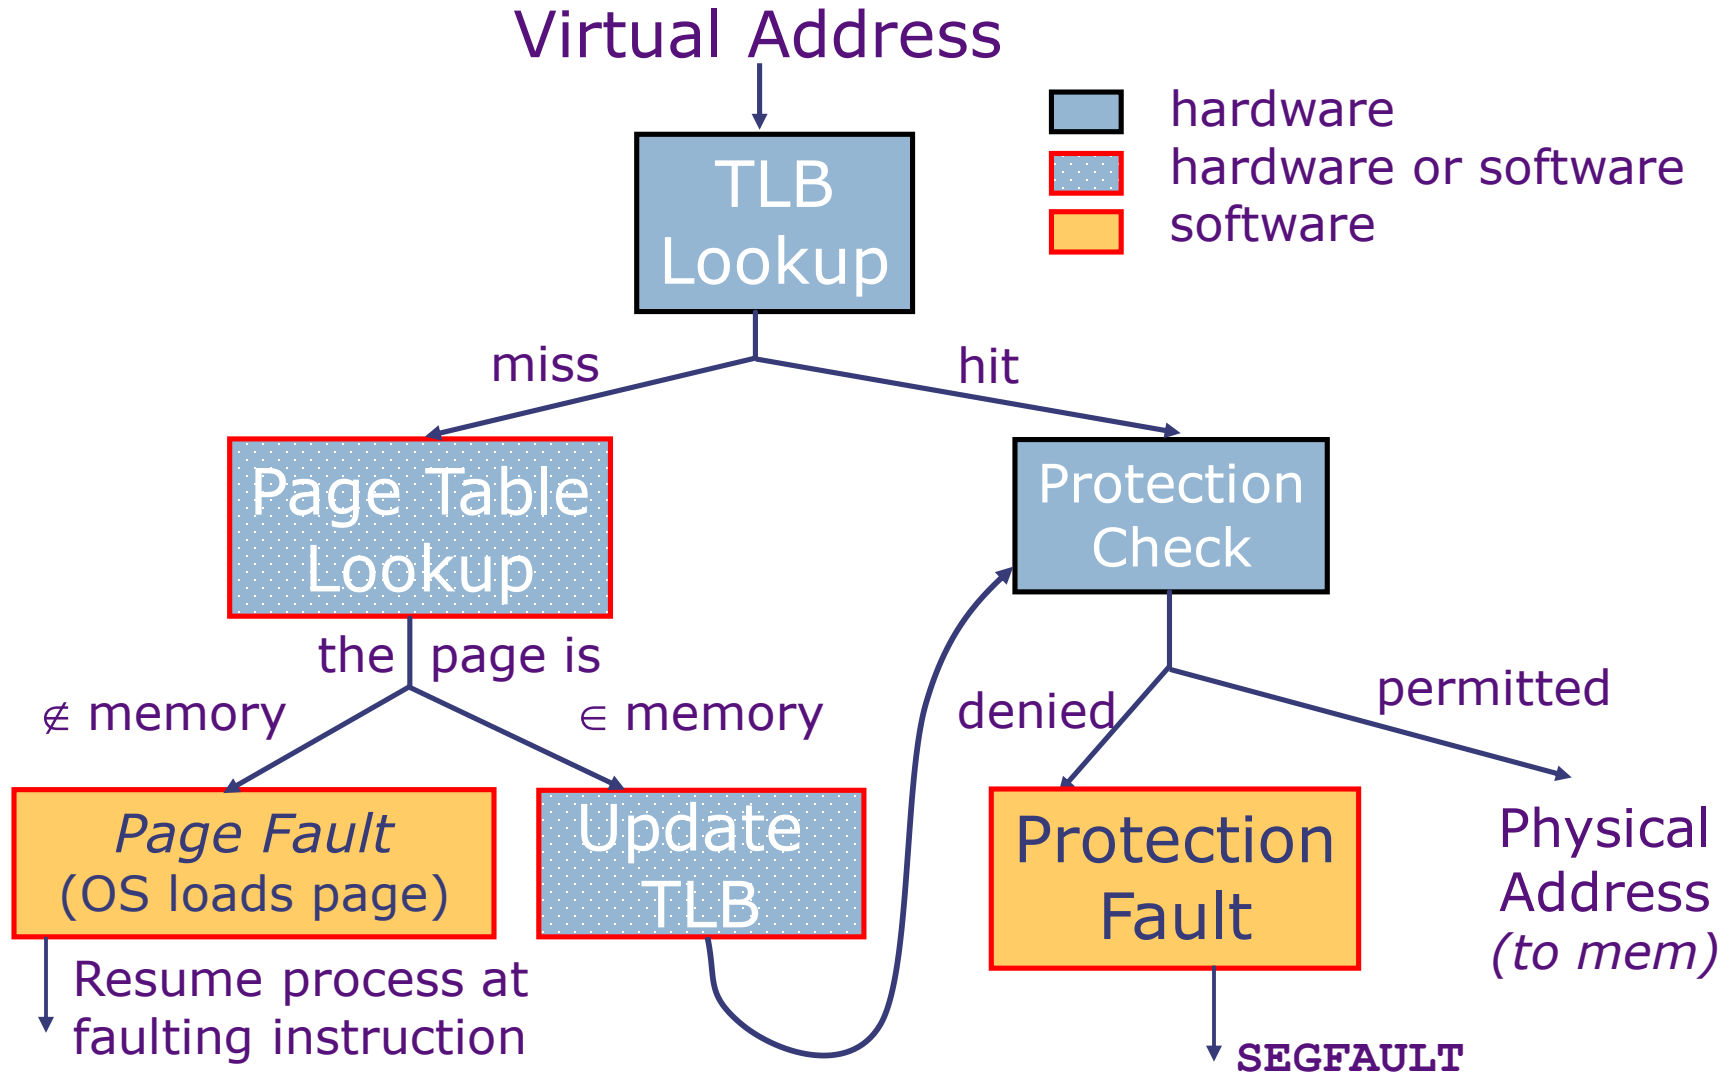 Virtual Address
hardware
hardware or software
software
TLB
Lookup
miss
hit
Page Table
Lookup
Protection
Check
the page is
∉ memory
∈ memory
denied
permitted
Page Fault
(OS loads page)
Update
TLB
Protection
Fault
Physical
Address
(to mem)
Resume process at
faulting instruction
SEGFAULT